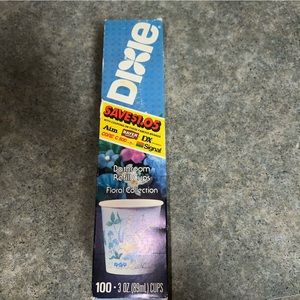 DIXIE
SAVE $1.05
Aim
DX
Signal
Bathroom
Refill Cups
Floral Collection
100 • 3 OZ (89mL) CUPS